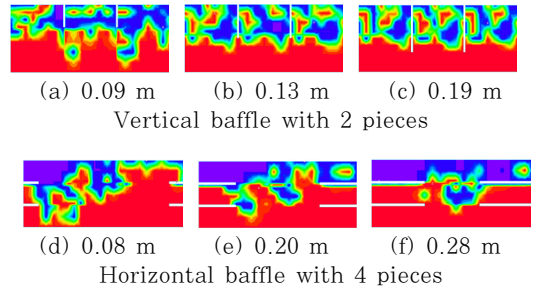 (a) 0.09 m (b) 0.13 m (c) 0.19 m
Vertical baffle with 2 pieces
(d) 0.08 m (e) 0.20 m (f) 0.28 m
Horizontal baffle with 4 pieces